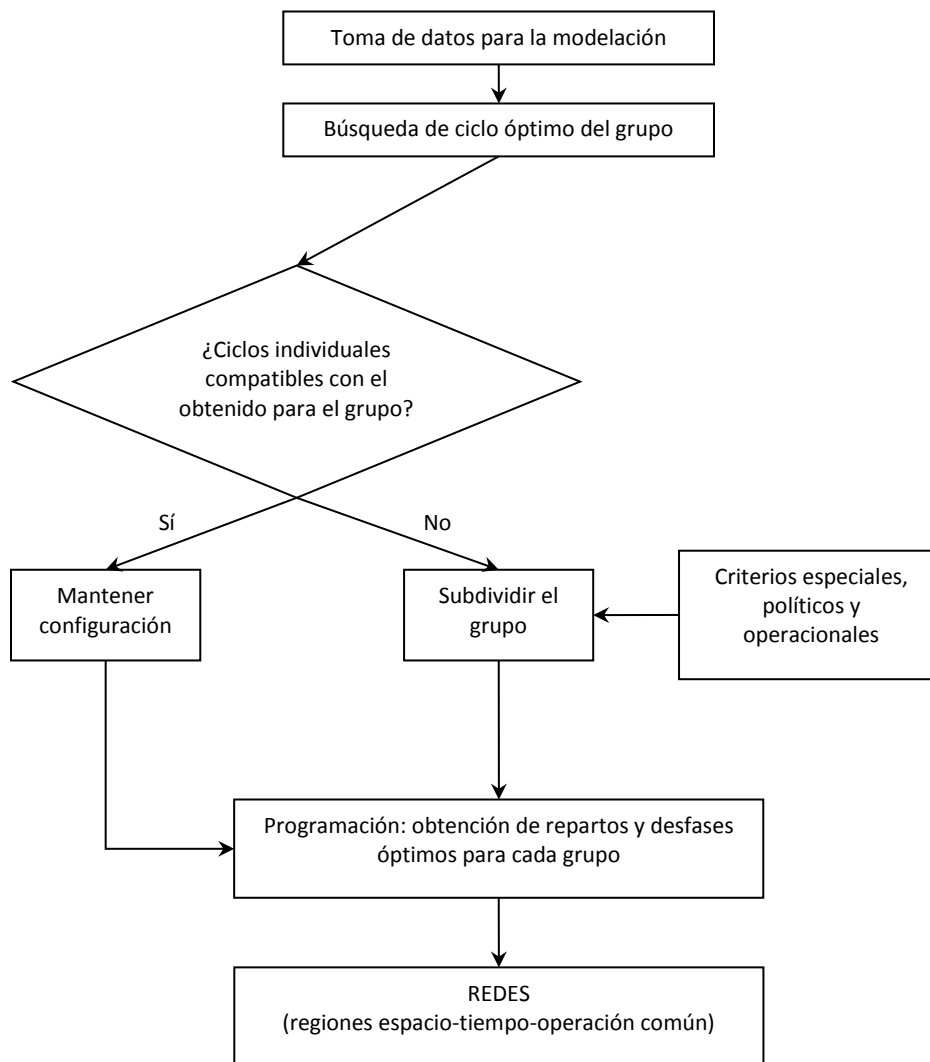 Toma de datos para la modelación
Búsqueda de ciclo óptimo del grupo
¿Ciclos individuales
compatibles con el
obtenido para el grupo?
Sí
No
Mantener
configuración
Subdividir el
grupo
Criterios especiales,
políticos y
operacionales
Programación: obtención de repartos y desfases
óptimos para cada grupo
REDES
(regiones espacio-tiempo-operación común)